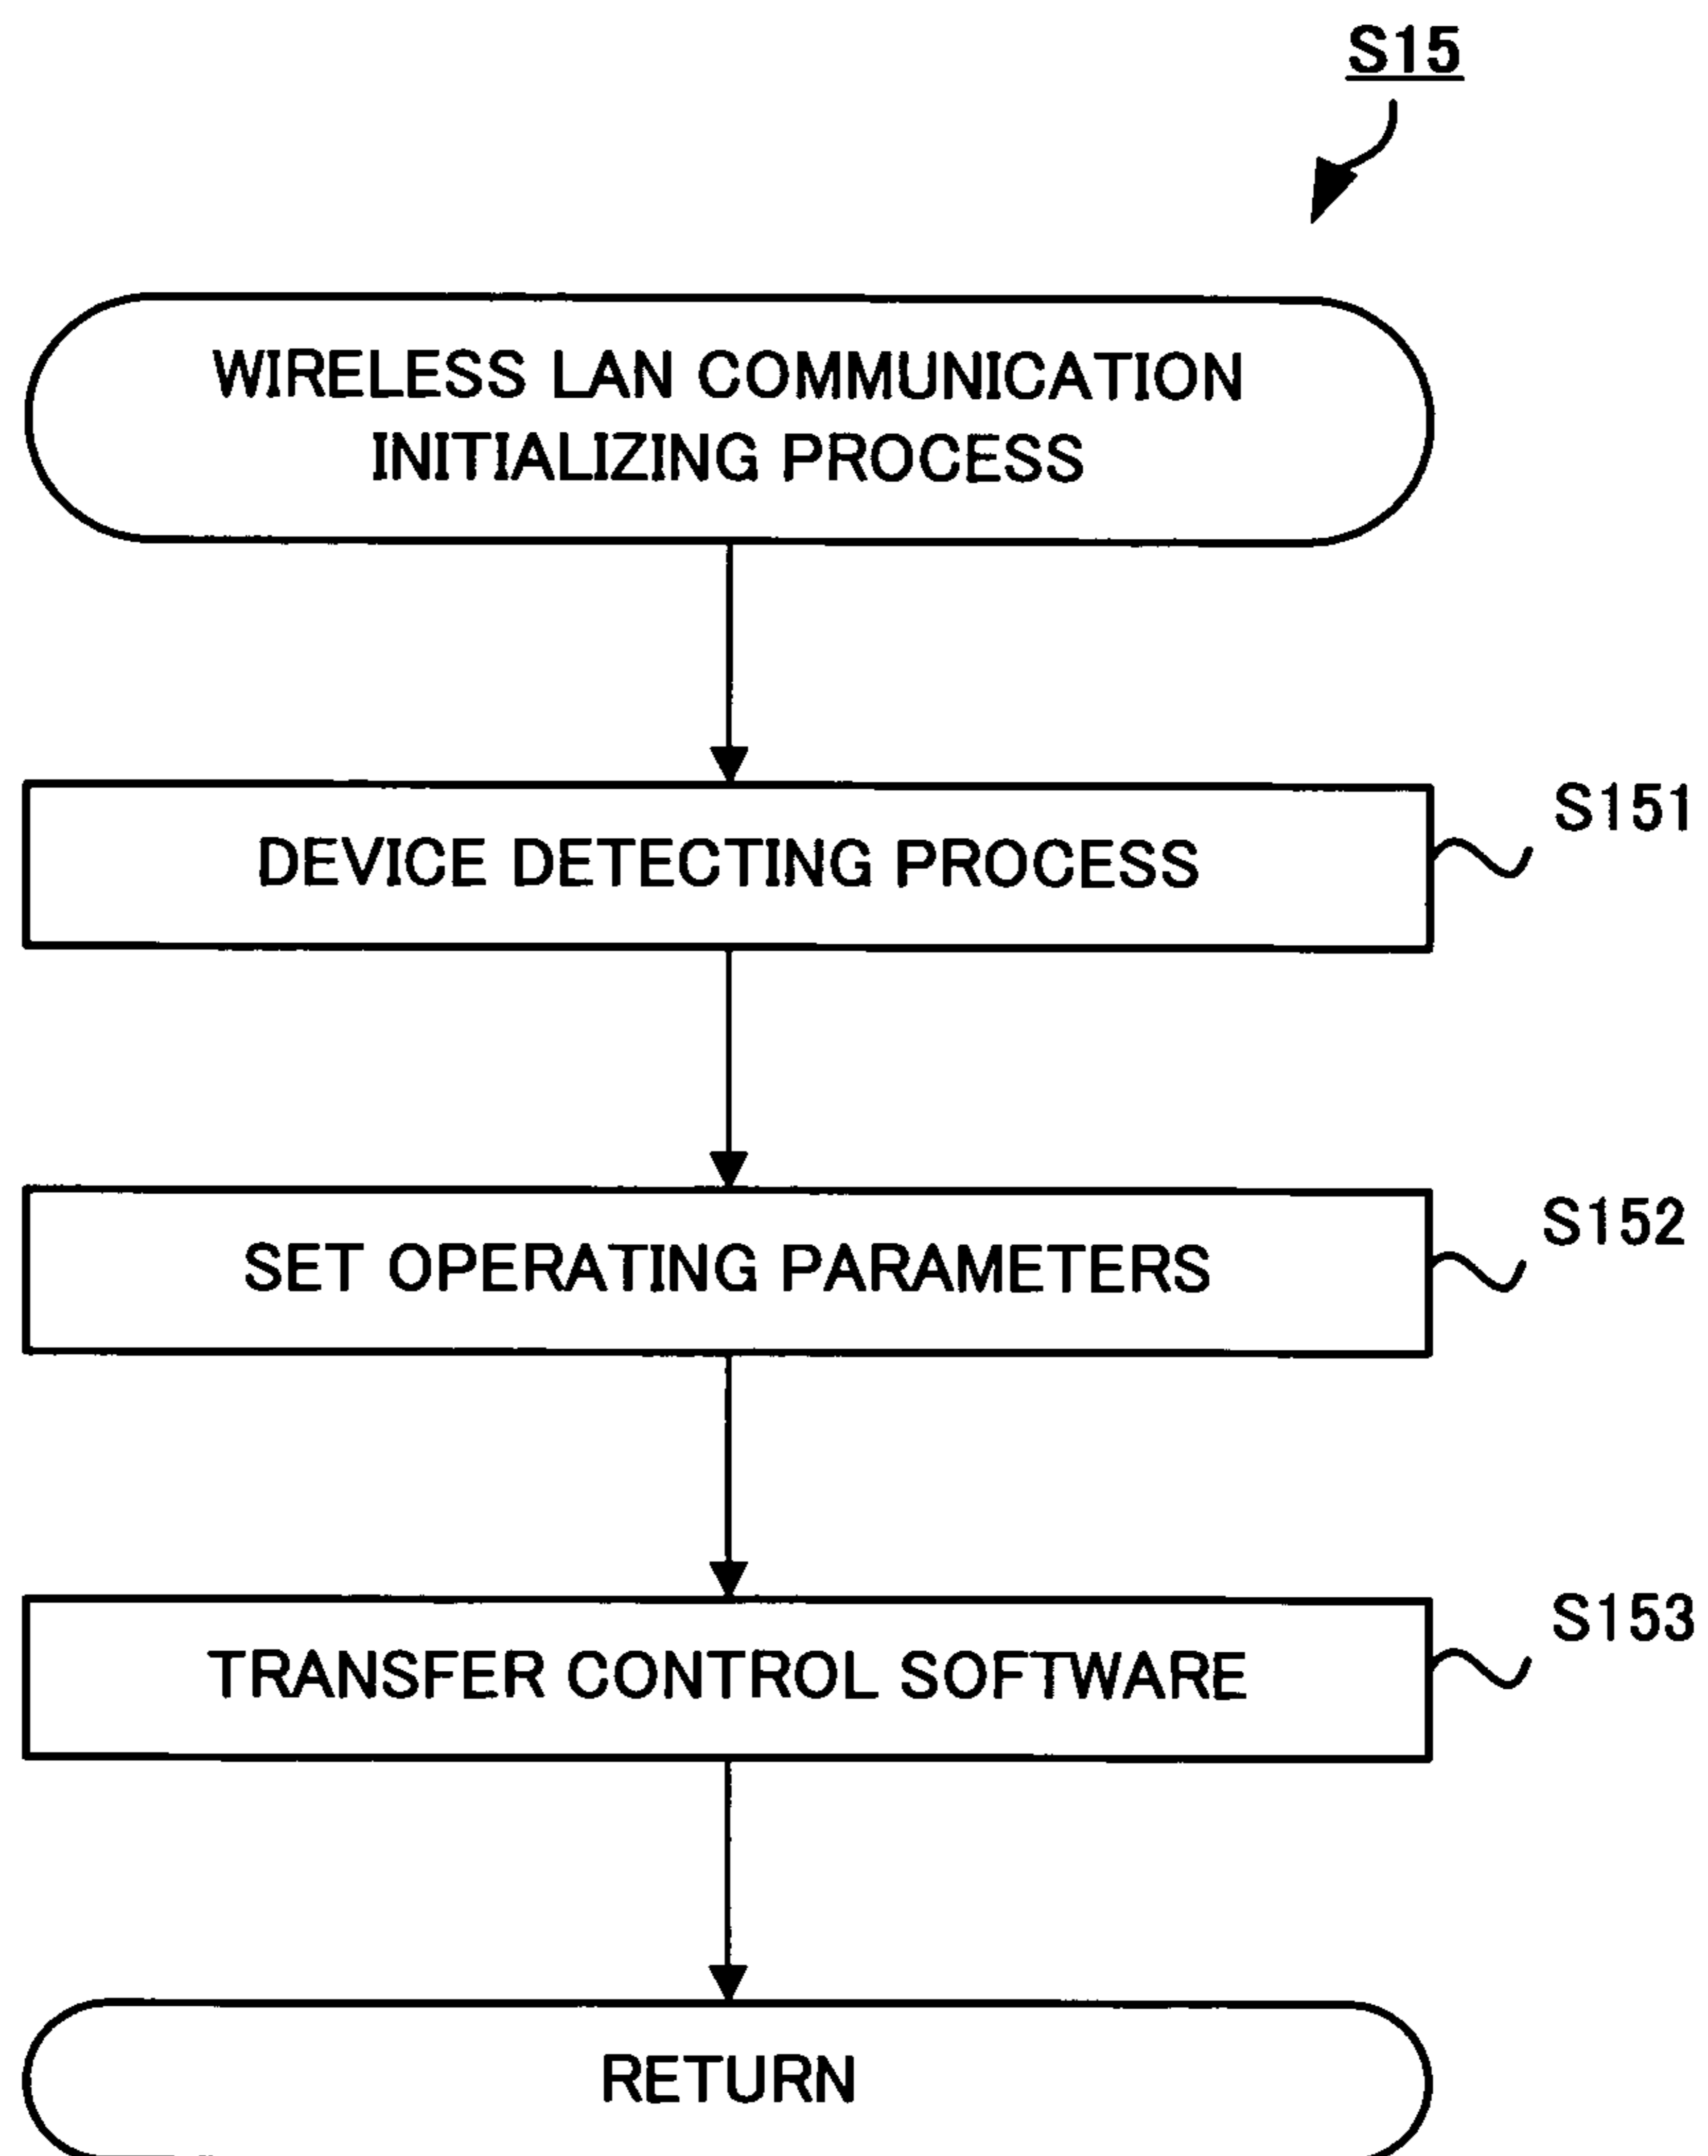 S15
WIRELESS LAN COMMUNICATION
INITIALIZING PROCESS
DEVICE DETECTING PROCESS
S151
SET OPERATING PARAMETERS
S152
TRANSFER CONTROL SOFTWARE
S153
RETURN